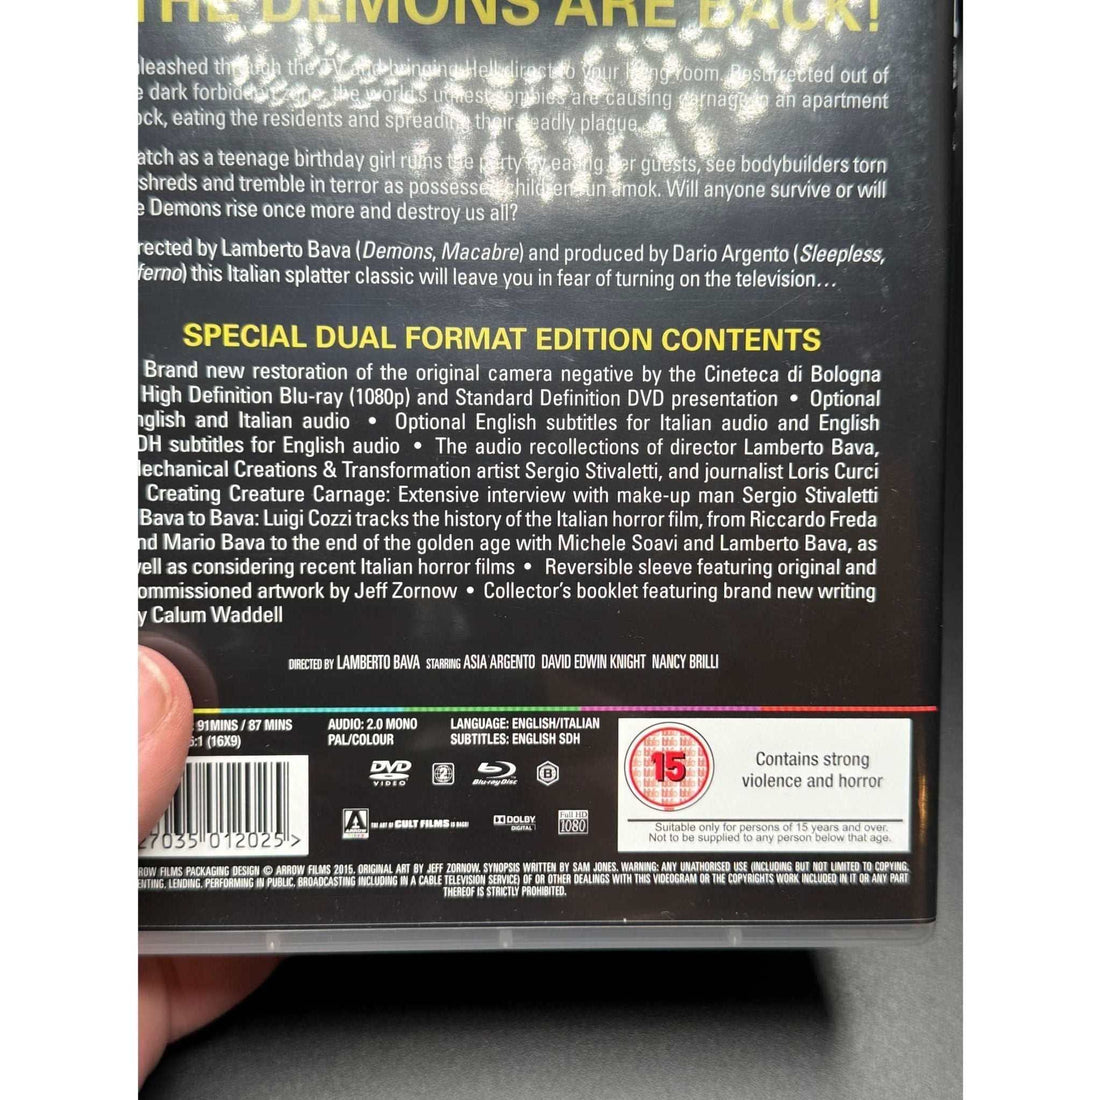 THE DEMONS ARE BACK!
leashed through the TV and bringing Hell direct to your living room. Resurrected out of
e dark forbidden zone, the world's ugliest zombies are causing carnage in an apartment
ock, eating the residents and spreading their deadly plague.
atch as a teenage birthday girl ruins the party by eating her guests, see bodybuilders torn
shreds and tremble in terror as possessed children run amok. Will anyone survive or will
e Demons rise once more and destroy us all?
rected by Lamberto Bava (Demons, Macabre) and produced by Dario Argento (Sleepless,
ferno) this Italian splatter classic will leave you in fear of turning on the television...
SPECIAL DUAL FORMAT EDITION CONTENTS
Brand new restoration of the original camera negative by the Cineteca di Bologna
High Definition Blu-ray (1080p) and Standard Definition DVD presentation • Optional
nglish and Italian audio • Optional English subtitles for Italian audio and English
DH subtitles for English audio • The audio recollections of director Lamberto Bava,
echanical Creations & Transformation artist Sergio Stivaletti, and journalist Loris Curci
Creating Creature Carnage: Extensive interview with make-up man Sergio Stivaletti
Bava to Bava: Luigi Cozzi tracks the history of the Italian horror film, from Riccardo Freda
nd Mario Bava to the end of the golden age with Michele Soavi and Lamberto Bava, as
ell as considering recent Italian horror films • Reversible sleeve featuring original and
ommissioned artwork by Jeff Zornow • Collector's booklet featuring brand new writing
y Calum Waddell
DIRECTED BY LAMBERTO BAVA STARRING ASIA ARGENTO DAVID EDWIN KNIGHT NANCY BRILLI
91MINS / 87 MINS AUDIO: 2.0 MONO LANGUAGE: ENGLISH/ITALIAN
5:1 (16X9) PAL/COLOUR SUBTITLES: ENGLISH SDH
DVD VIDEO 2 Blu-ray Disc B
15
Contains strong
violence and horror
Suitable only for persons of 15 years and over.
Not to be supplied to any person below that age.
ARROW THE ART OF CULT FILMS IS BACK! DOLBY DIGITAL Full HD 1080
27035 012025 >
ROW FILMS PACKAGING DESIGN © ARROW FILMS 2015. ORIGINAL ART BY JEFF ZORNOW. SYNOPSIS WRITTEN BY SAM JONES. WARNING: ANY UNAUTHORISED USE (INCLUDING BUT NOT LIMITED TO COPYING,
ENTING, LENDING, PERFORMING IN PUBLIC, BROADCASTING INCLUDING IN A CABLE TELEVISION SERVICE) OF OR OTHER DEALINGS WITH THIS VIDEOGRAM OR THE COPYRIGHTS WORK INCLUDED IN IT OR ANY PART
THEREOF IS STRICTLY PROHIBITED.